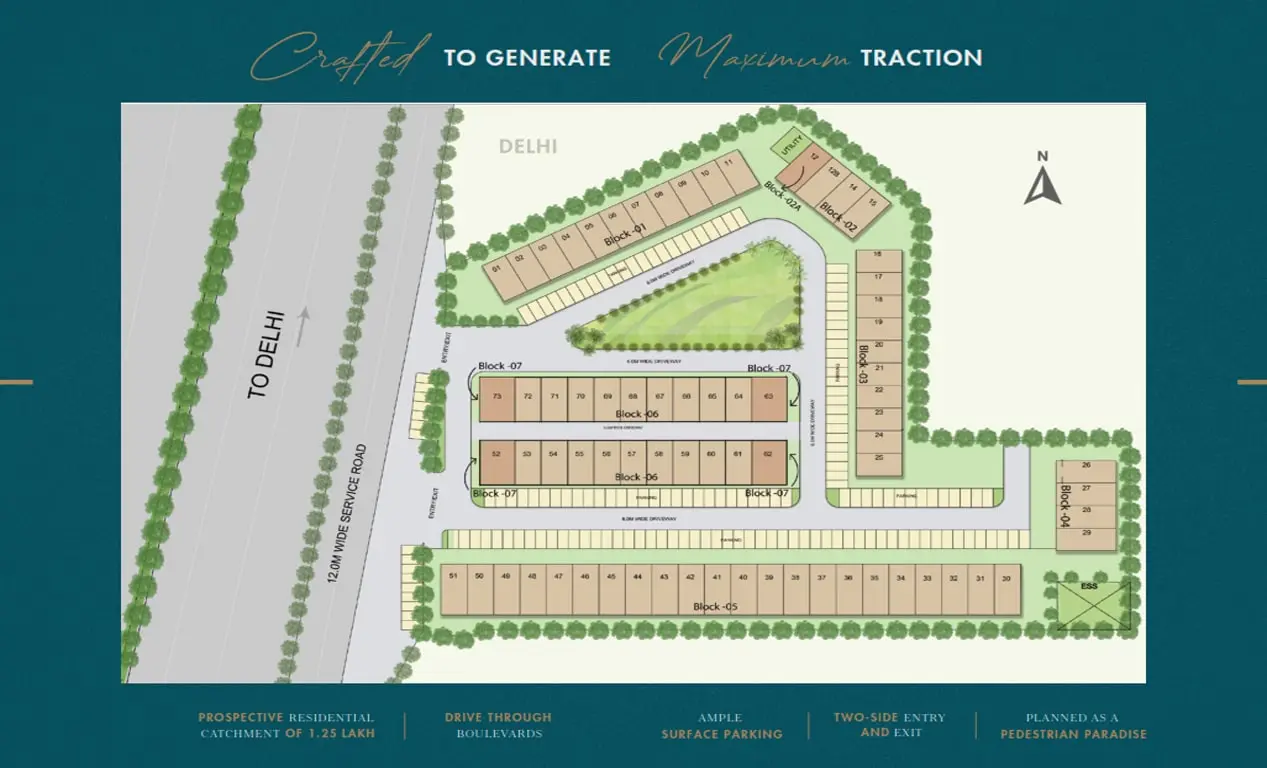 Crafted TO GENERATE Maximum TRACTION
DELHI
N
UTILITY
12 12B 14 15
Block-02A
Block-02
01 02 03 04 05 06 07 08 09 10 11
Block-01
PARKING
6.0M WIDE DRIVEWAY
TO DELHI
12.0M WIDE SERVICE ROAD
ENTRY/EXIT
16
17
18
19
20
21
22
23
24
25
Block-03
PARKING
6.0M WIDE DRIVEWAY
6.0M WIDE DRIVEWAY
Block -07
Block -07
73 72 71 70 69 68 67 66 65 64 63
Block -06
52 53 54 55 56 57 58 59 60 61 62
Block -06
Block -07
Block -07
PARKING
PARKING
ENTRY/EXIT
6.0M WIDE DRIVEWAY
PARKING
26
27
28
29
Block -04
51 50 49 48 47 46 45 44 43 42 41 40 39 38 37 36 35 34 33 32 31 30
Block -05
ESS
PROSPECTIVE RESIDENTIAL
CATCHMENT OF 1.25 LAKH
DRIVE THROUGH
BOULEVARDS
AMPLE
SURFACE PARKING
TWO-SIDE ENTRY
AND EXIT
PLANNED AS A
PEDESTRIAN PARADISE